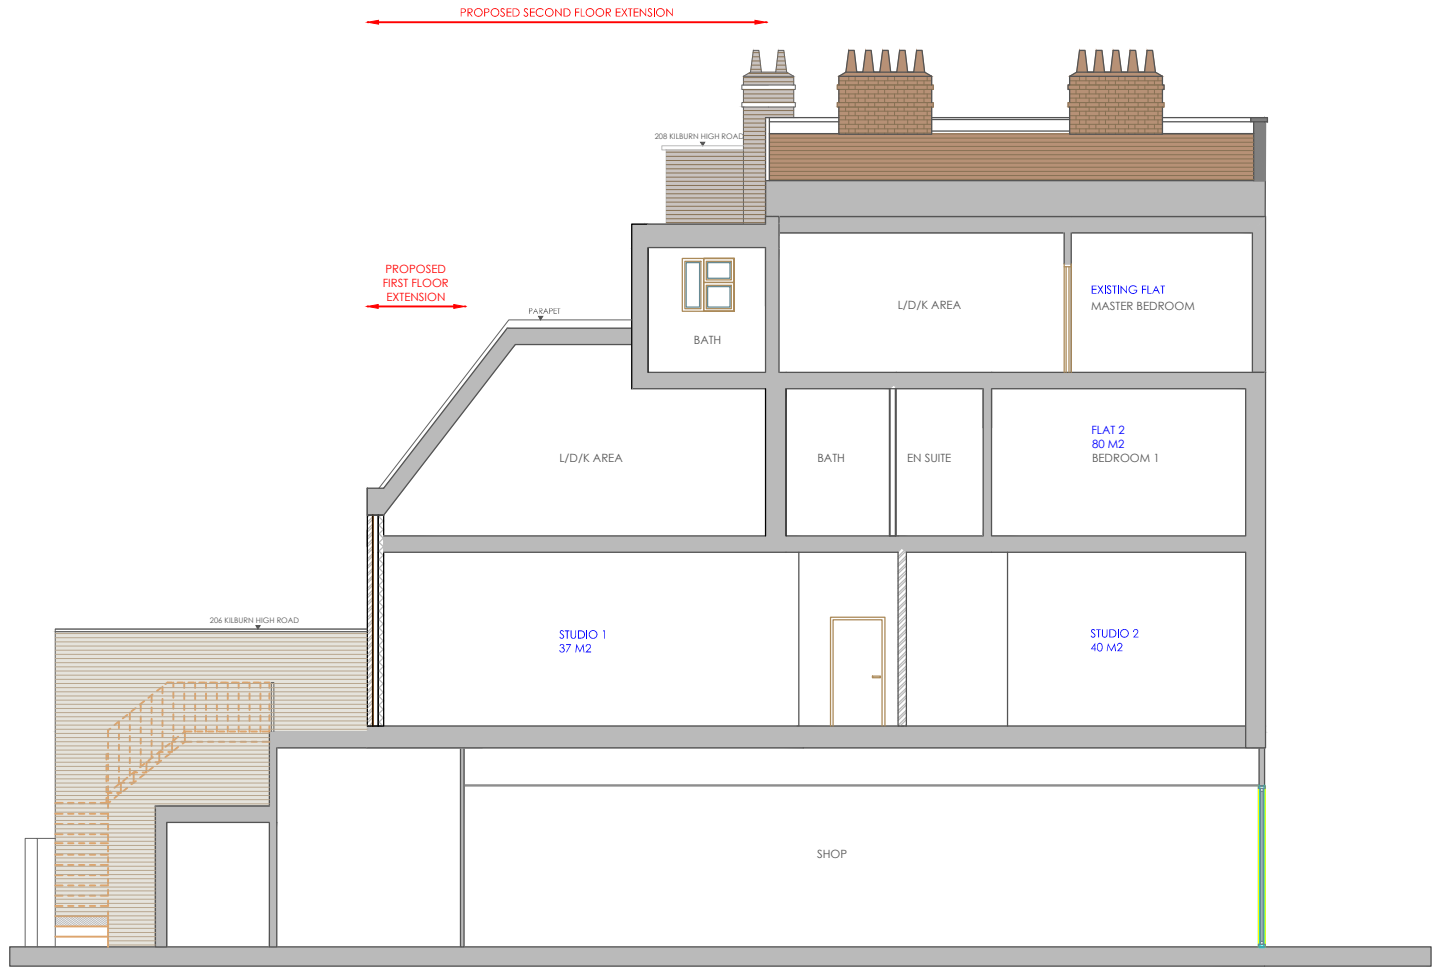 PROPOSED SECOND FLOOR EXTENSION
208 KILBURN HIGH ROAD
PROPOSED
FIRST FLOOR
EXTENSION
PARAPET
BATH
L/D/K AREA
EXISTING FLAT
MASTER BEDROOM
L/D/K AREA
BATH
EN SUITE
FLAT 2
80 M2
BEDROOM 1
206 KILBURN HIGH ROAD
STUDIO 1
37 M2
STUDIO 2
40 M2
SHOP